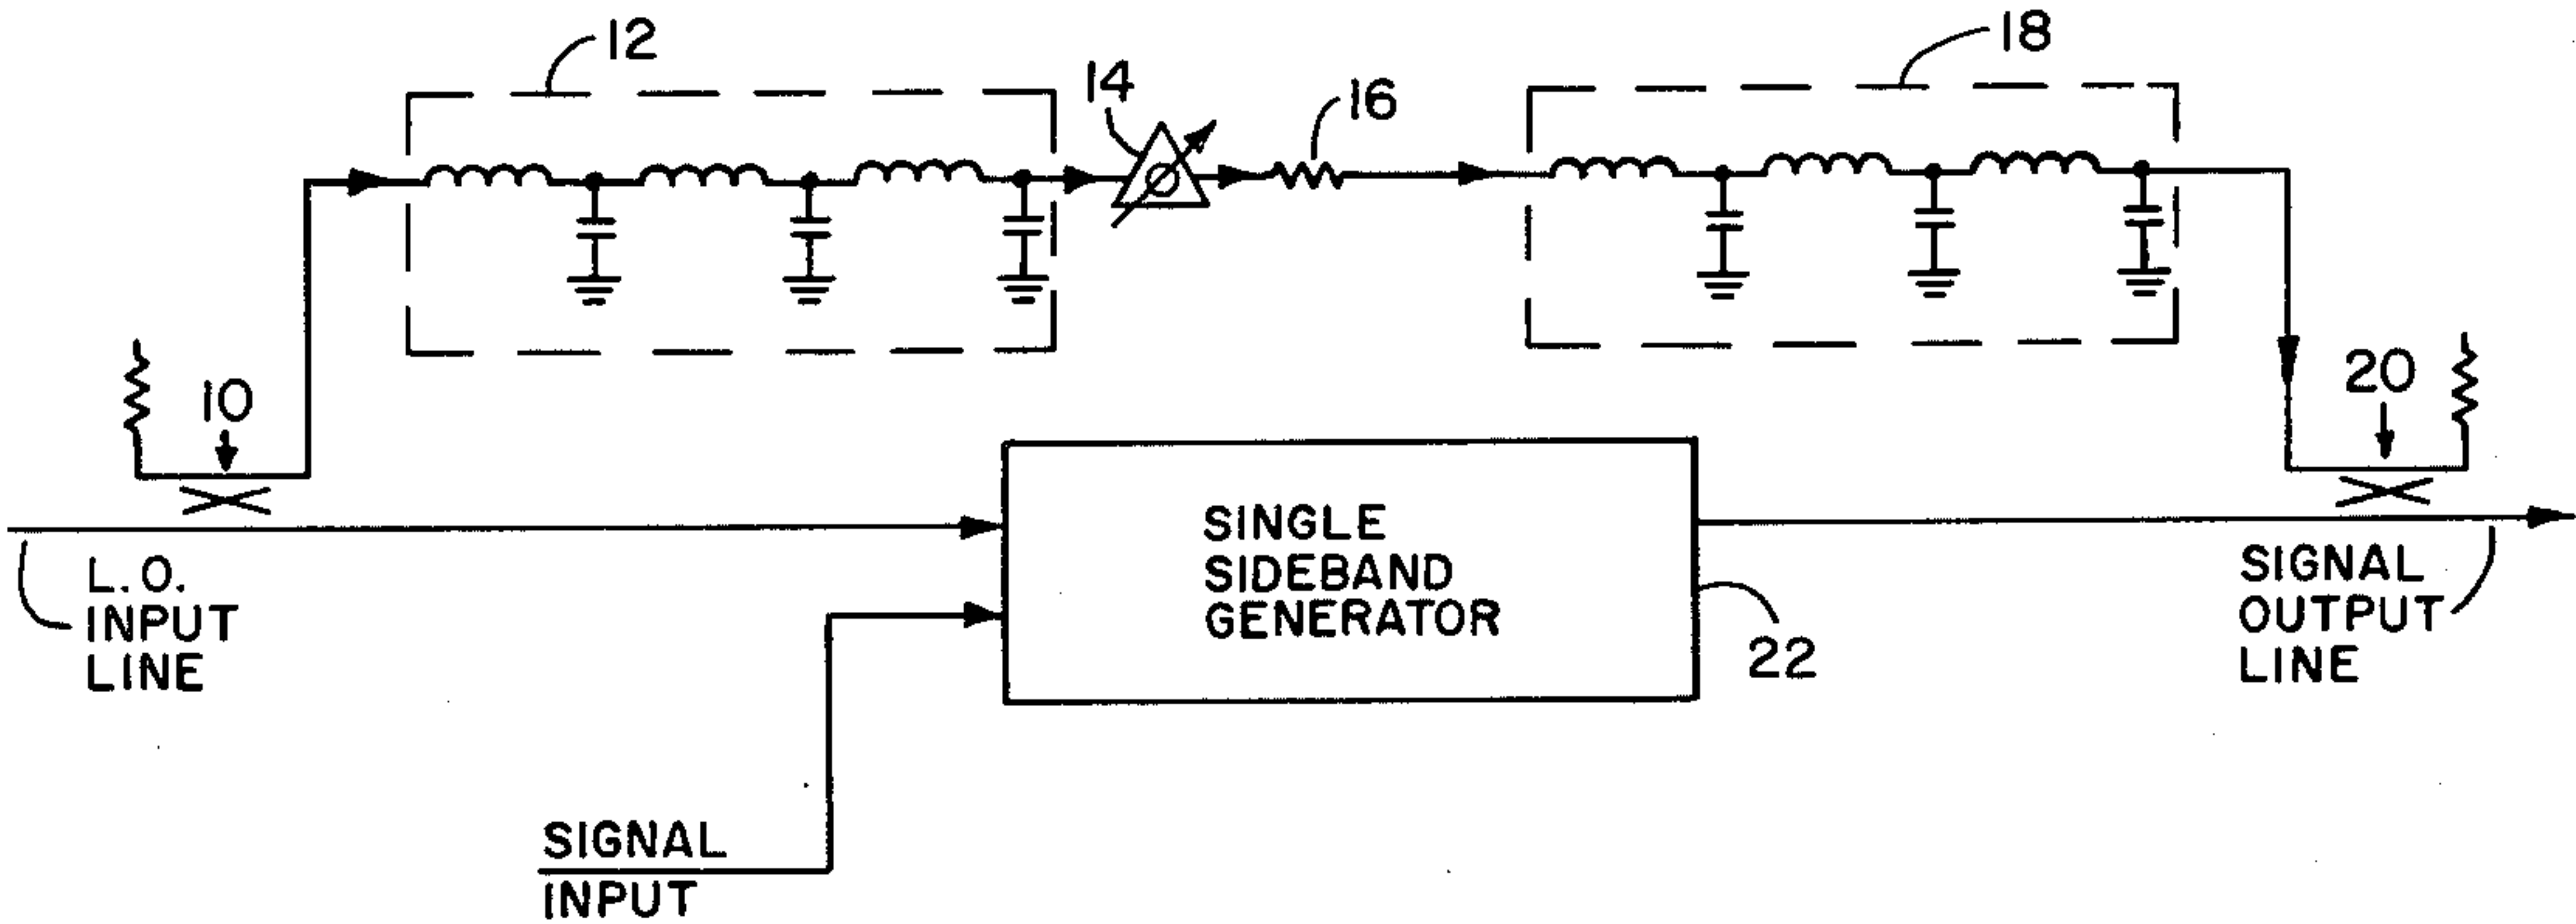 12
18
14
16
10
20
L.O.
INPUT
LINE
SINGLE
SIDEBAND
GENERATOR
22
SIGNAL
OUTPUT
LINE
SIGNAL
INPUT